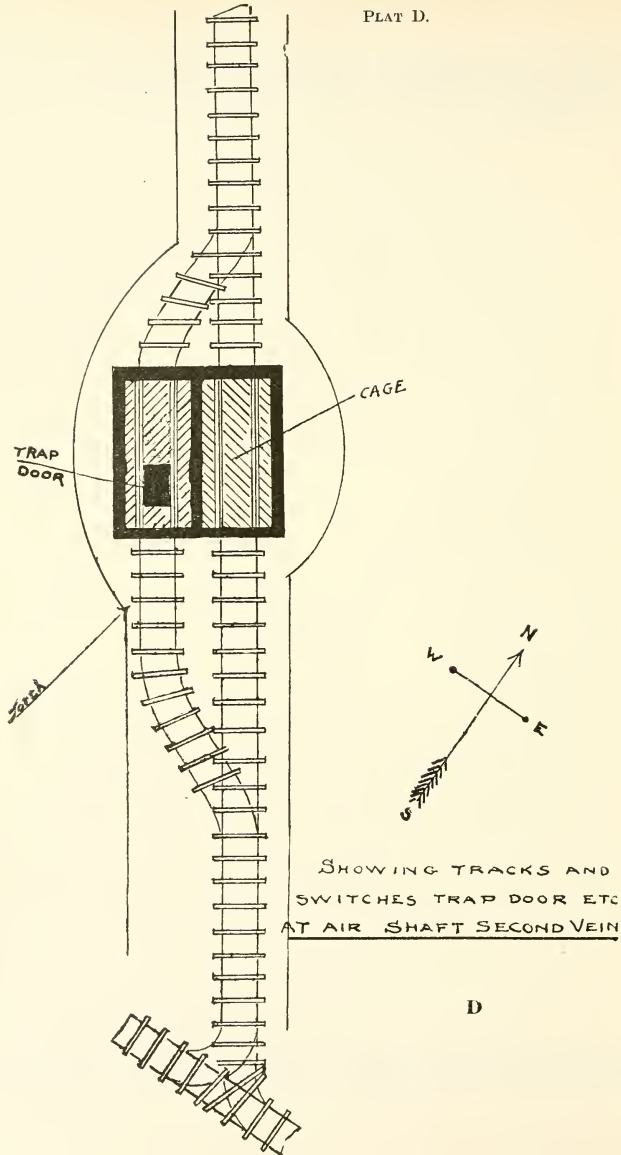 PLAT D.
CAGE
TRAP
DOOR
Torch
N
W
E
S
SHOWING TRACKS AND
SWITCHES TRAP DOOR ETC
AT AIR SHAFT SECOND VEIN
D